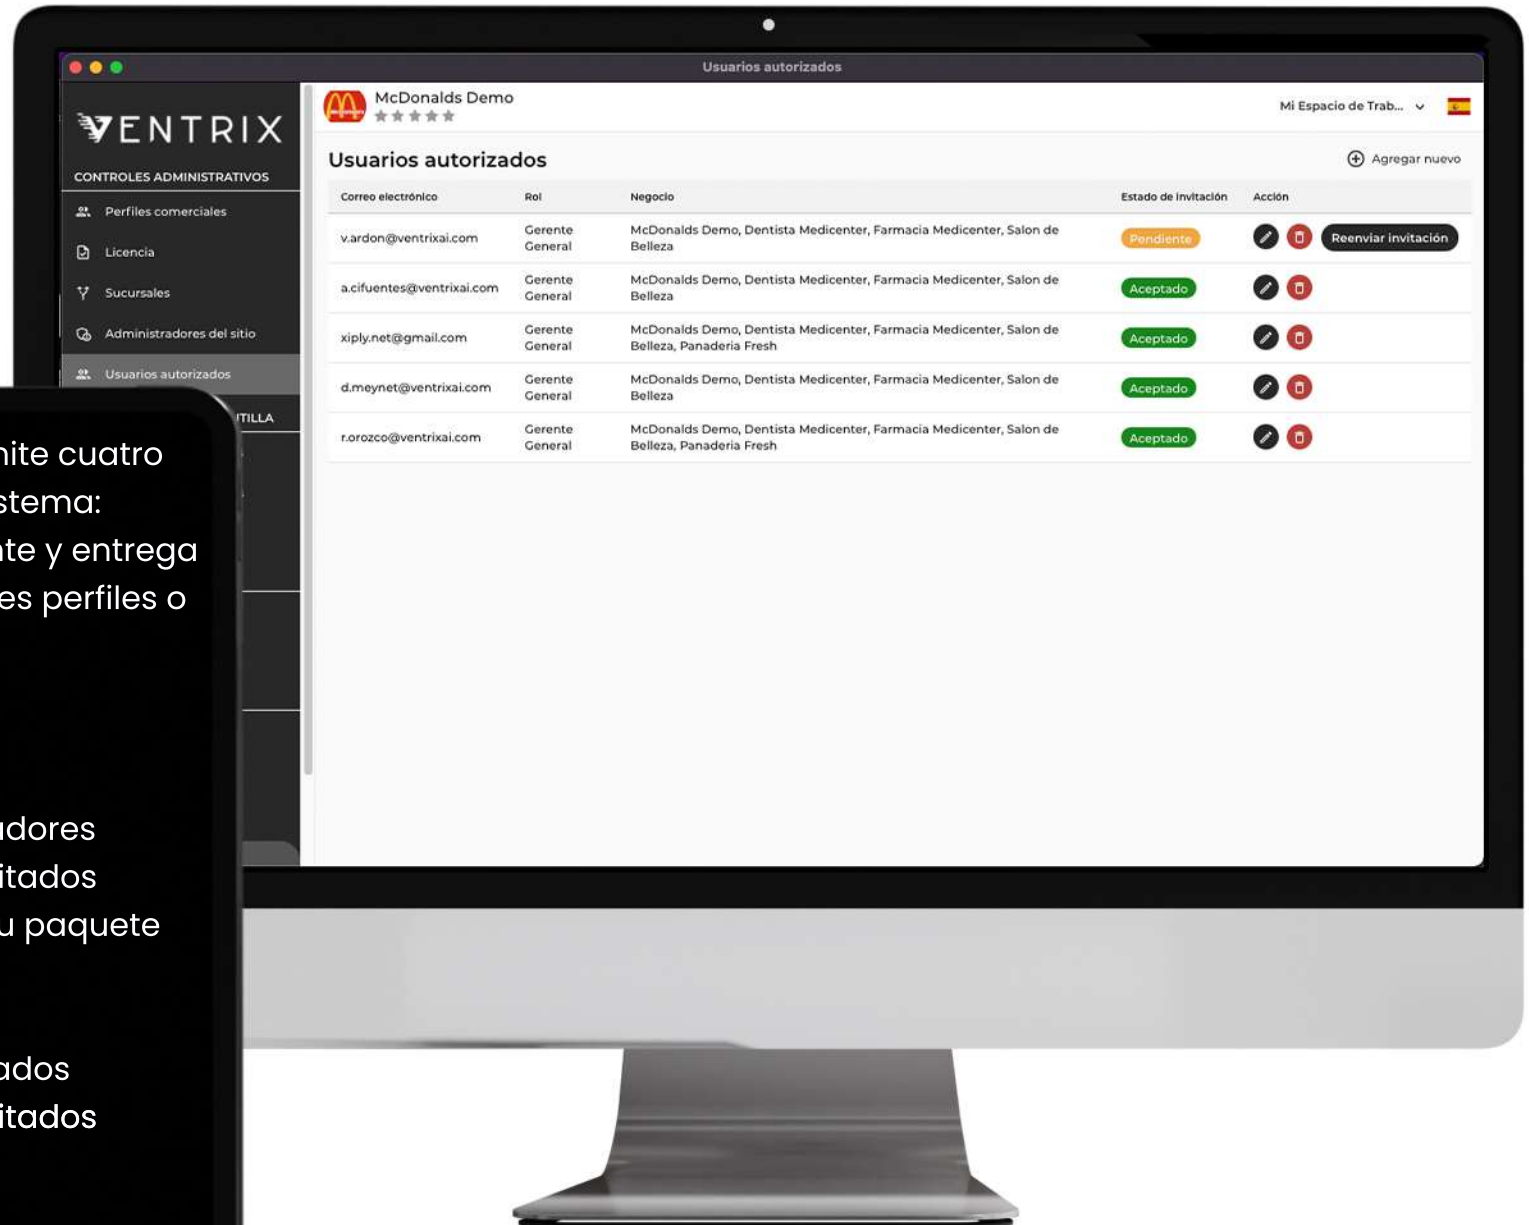 Usuarios autorizados
VENTRIX
CONTROLES ADMINISTRATIVOS
Perfiles comerciales
Licencia
Sucursales
Administradores del sitio
Usuarios autorizados
TILLA
McDonalds Demo
Mi Espacio de Trab...
Usuarios autorizados
Agregar nuevo
Correo electrónico Rol Negocio Estado de invitación Acción
v.ardon@ventrixai.com Gerente General McDonalds Demo, Dentista Medicenter, Farmacia Medicenter, Salon de Belleza Pendiente Reenviar invitación
a.cifuentes@ventrixai.com Gerente General McDonalds Demo, Dentista Medicenter, Farmacia Medicenter, Salon de Belleza Aceptado
xiply.net@gmail.com Gerente General McDonalds Demo, Dentista Medicenter, Farmacia Medicenter, Salon de Belleza, Panaderia Fresh Aceptado
d.meynet@ventrixai.com Gerente General McDonalds Demo, Dentista Medicenter, Farmacia Medicenter, Salon de Belleza Aceptado
r.orozco@ventrixai.com Gerente General McDonalds Demo, Dentista Medicenter, Farmacia Medicenter, Salon de Belleza, Panaderia Fresh Aceptado
nite cuatro
stema:
nte y entrega
es perfiles o
adores
itados
u paquete
ados
itados